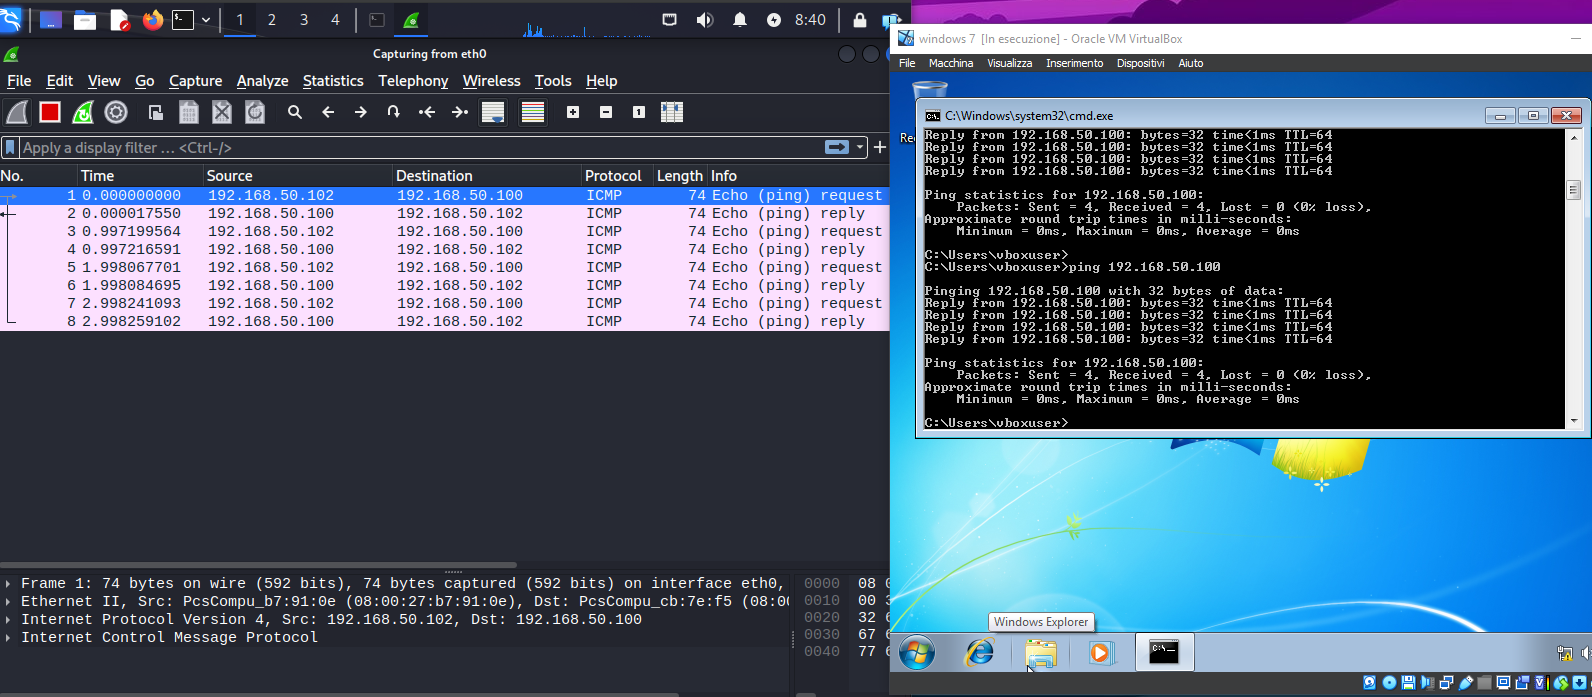 1 2 3 4 8:40
Capturing from eth0
File Edit View Go Capture Analyze Statistics Telephony Wireless Tools Help
Apply a display filter ... <Ctrl-/>
No. Time Source Destination Protocol Length Info
1 0.000000000 192.168.50.102 192.168.50.100 ICMP 74 Echo (ping) request
2 0.000017550 192.168.50.100 192.168.50.102 ICMP 74 Echo (ping) reply
3 0.997199564 192.168.50.102 192.168.50.100 ICMP 74 Echo (ping) request
4 0.997216591 192.168.50.100 192.168.50.102 ICMP 74 Echo (ping) reply
5 1.998067701 192.168.50.102 192.168.50.100 ICMP 74 Echo (ping) request
6 1.998084695 192.168.50.100 192.168.50.102 ICMP 74 Echo (ping) reply
7 2.998241093 192.168.50.102 192.168.50.100 ICMP 74 Echo (ping) request
8 2.998259102 192.168.50.100 192.168.50.102 ICMP 74 Echo (ping) reply
Frame 1: 74 bytes on wire (592 bits), 74 bytes captured (592 bits) on interface eth0,
Ethernet II, Src: PcsCompu_b7:91:0e (08:00:27:b7:91:0e), Dst: PcsCompu_cb:7e:f5 (08:00
Internet Protocol Version 4, Src: 192.168.50.102, Dst: 192.168.50.100
Internet Control Message Protocol
0000 08
0010 00
0020 32
0030 67
0040 77
windows 7 [In esecuzione] - Oracle VM VirtualBox
File Macchina Visualizza Inserimento Dispositivi Aiuto
C:\Windows\system32\cmd.exe
Reply from 192.168.50.100: bytes=32 time<1ms TTL=64
Reply from 192.168.50.100: bytes=32 time<1ms TTL=64
Reply from 192.168.50.100: bytes=32 time<1ms TTL=64
Reply from 192.168.50.100: bytes=32 time<1ms TTL=64
Ping statistics for 192.168.50.100:
Packets: Sent = 4, Received = 4, Lost = 0 (0% loss),
Approximate round trip times in milli-seconds:
Minimum = 0ms, Maximum = 0ms, Average = 0ms
C:\Users\vboxuser>
C:\Users\vboxuser>ping 192.168.50.100
Pinging 192.168.50.100 with 32 bytes of data:
Reply from 192.168.50.100: bytes=32 time<1ms TTL=64
Reply from 192.168.50.100: bytes=32 time<1ms TTL=64
Reply from 192.168.50.100: bytes=32 time<1ms TTL=64
Reply from 192.168.50.100: bytes=32 time<1ms TTL=64
Ping statistics for 192.168.50.100:
Packets: Sent = 4, Received = 4, Lost = 0 (0% loss),
Approximate round trip times in milli-seconds:
Minimum = 0ms, Maximum = 0ms, Average = 0ms
C:\Users\vboxuser>
Windows Explorer